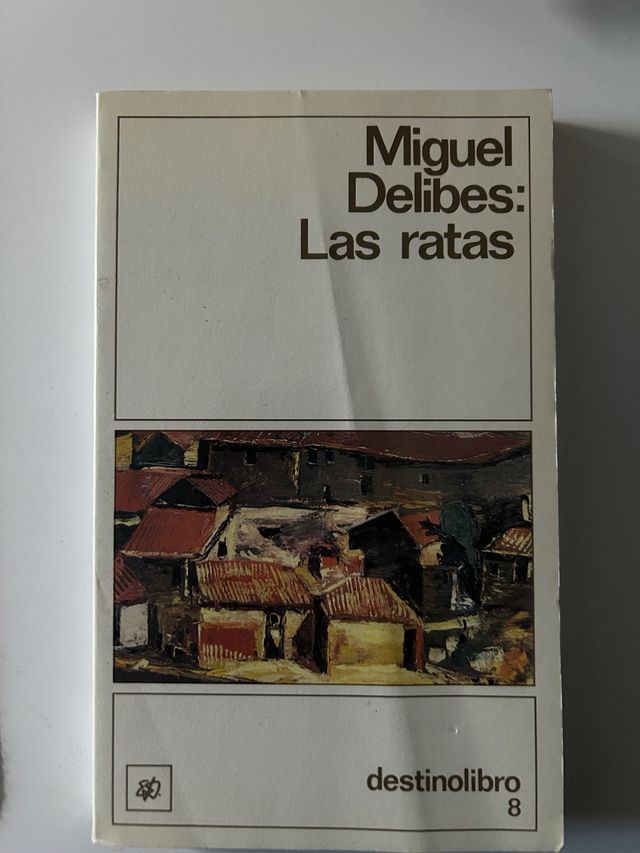 Miguel
Delibes:
Las ratas
destinolibro
8